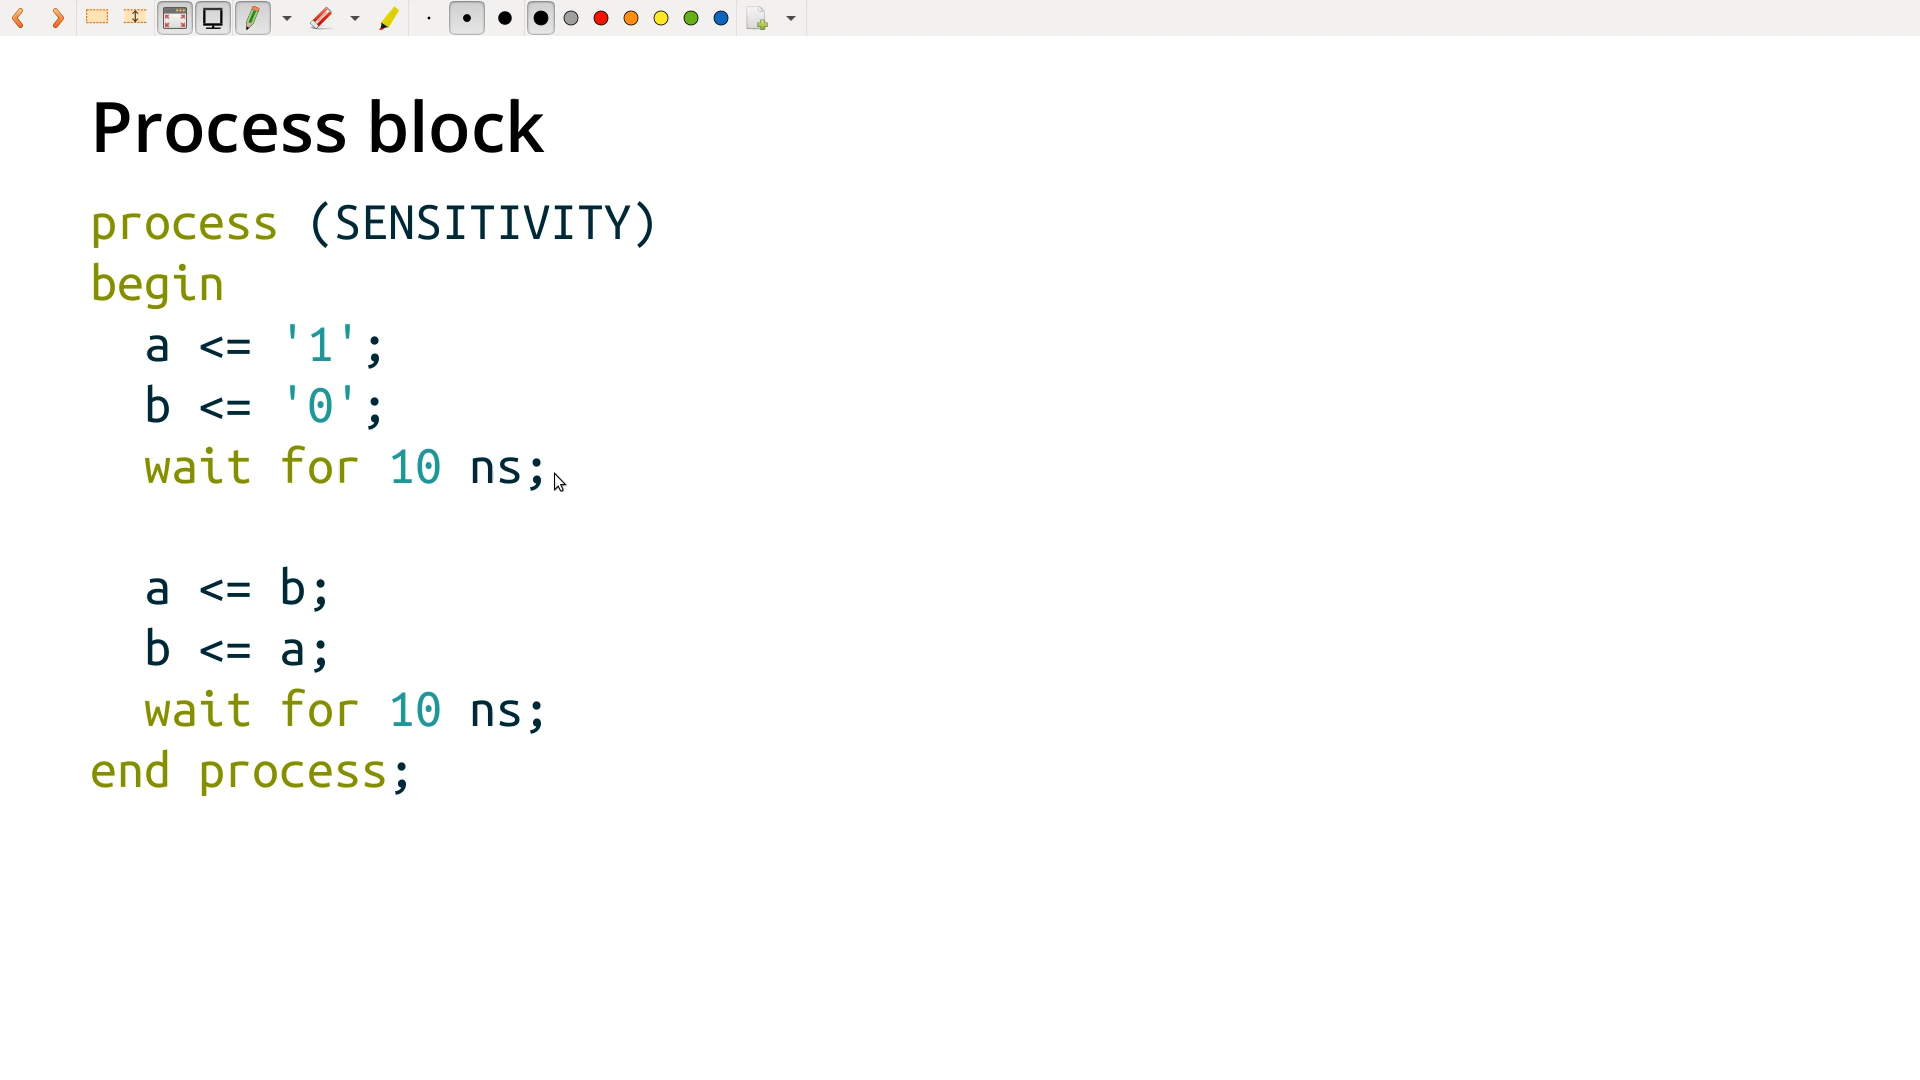 Process block
process (SENSITIVITY)
begin
a <= '1';
b <= '0';
wait for 10 ns;
a <= b;
b <= a;
wait for 10 ns;
end process;